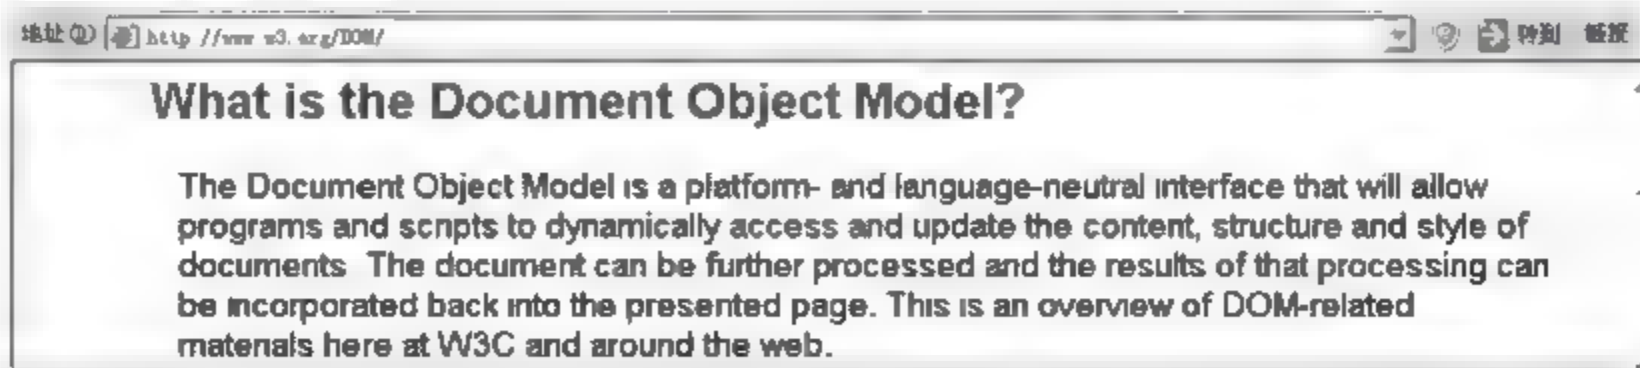 地址(D) http://www.w3.org/DOM/ 转到 链接
What is the Document Object Model?
The Document Object Model is a platform- and language-neutral interface that will allow
programs and scripts to dynamically access and update the content, structure and style of
documents. The document can be further processed and the results of that processing can
be incorporated back into the presented page. This is an overview of DOM-related
materials here at W3C and around the web.